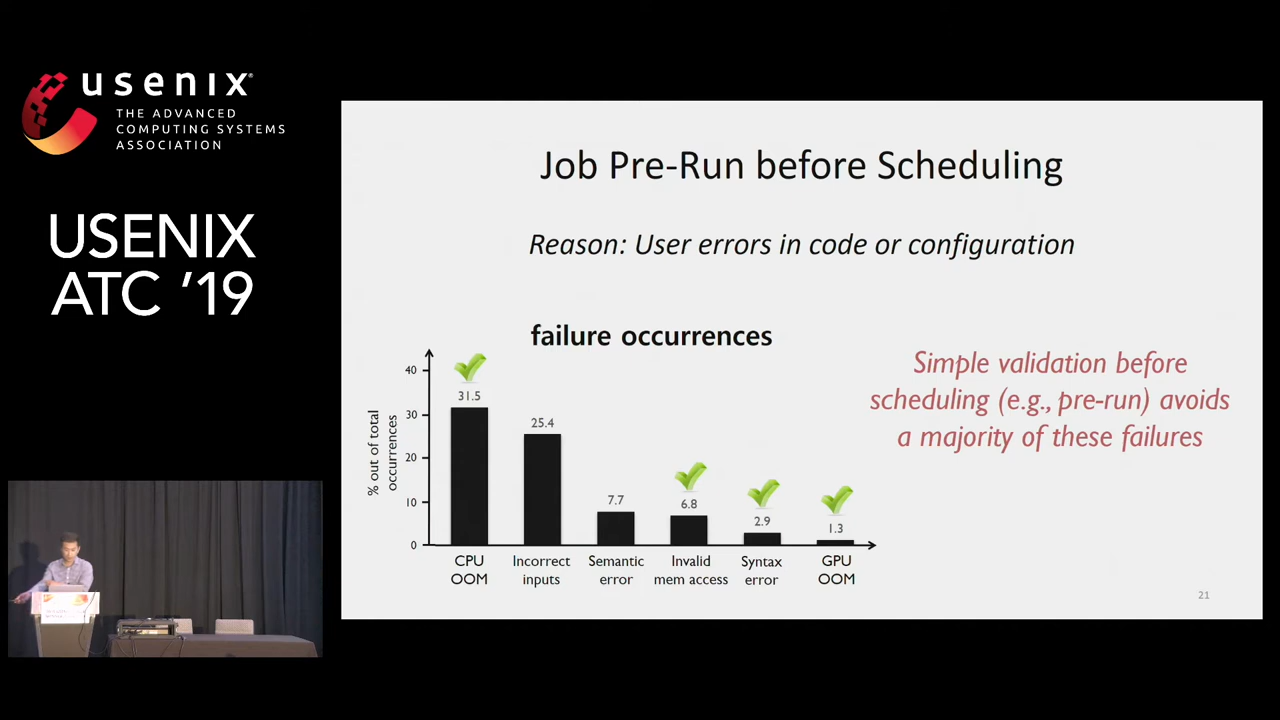 usenix®
THE ADVANCED
COMPUTING SYSTEMS
ASSOCIATION
USENIX
ATC ’19
Job Pre-Run before Scheduling
Reason: User errors in code or configuration
failure occurrences
% out of total
occurrences
40
30
20
10
0
31.5
25.4
7.7
6.8
2.9
1.3
CPU
OOM
Incorrect
inputs
Semantic
error
Invalid
mem access
Syntax
error
GPU
OOM
Simple validation before
scheduling (e.g., pre-run) avoids
a majority of these failures
21